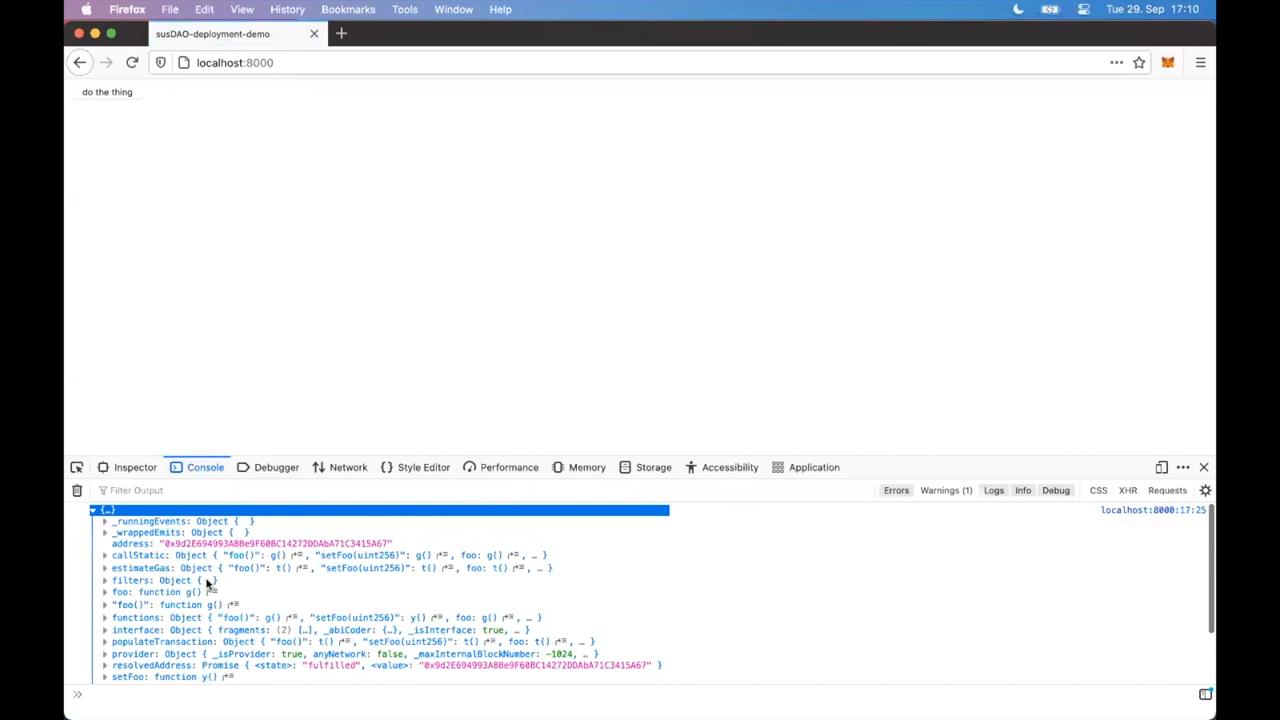 Firefox File Edit View History Bookmarks Tools Window Help Tue 29. Sep 17:10
susDAO-deployment-demo
localhost:8000
do the thing
Inspector Console Debugger Network Style Editor Performance Memory Storage Accessibility Application
Filter Output Errors Warnings (1) Logs Info Debug CSS XHR Requests
{…} localhost:8000:17:25
_runningEvents: Object { }
_wrappedEmits: Object { }
address: "0x9d2E694993A8Be9F60BC14272DDAbA71C3415A67"
callStatic: Object { "foo()": g(), "setFoo(uint256)": g(), foo: g(), … }
estimateGas: Object { "foo()": t(), "setFoo(uint256)": t(), foo: t(), … }
filters: Object { }
foo: function g()
"foo()": function g()
functions: Object { "foo()": g(), "setFoo(uint256)": y(), foo: g(), … }
interface: Object { fragments: (2) […], _abiCoder: {…}, _isInterface: true, … }
populateTransaction: Object { "foo()": t(), "setFoo(uint256)": t(), foo: t(), … }
provider: Object { _isProvider: true, anyNetwork: false, _maxInternalBlockNumber: -1024, … }
resolvedAddress: Promise { <state>: "fulfilled", <value>: "0x9d2E694993A8Be9F60BC14272DDAbA71C3415A67" }
setFoo: function y()